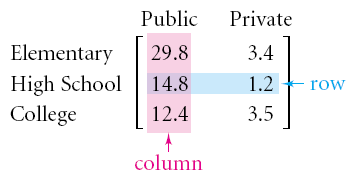 Public Private
Elementary 29.8 3.4
High School 14.8 1.2 row
College 12.4 3.5
column